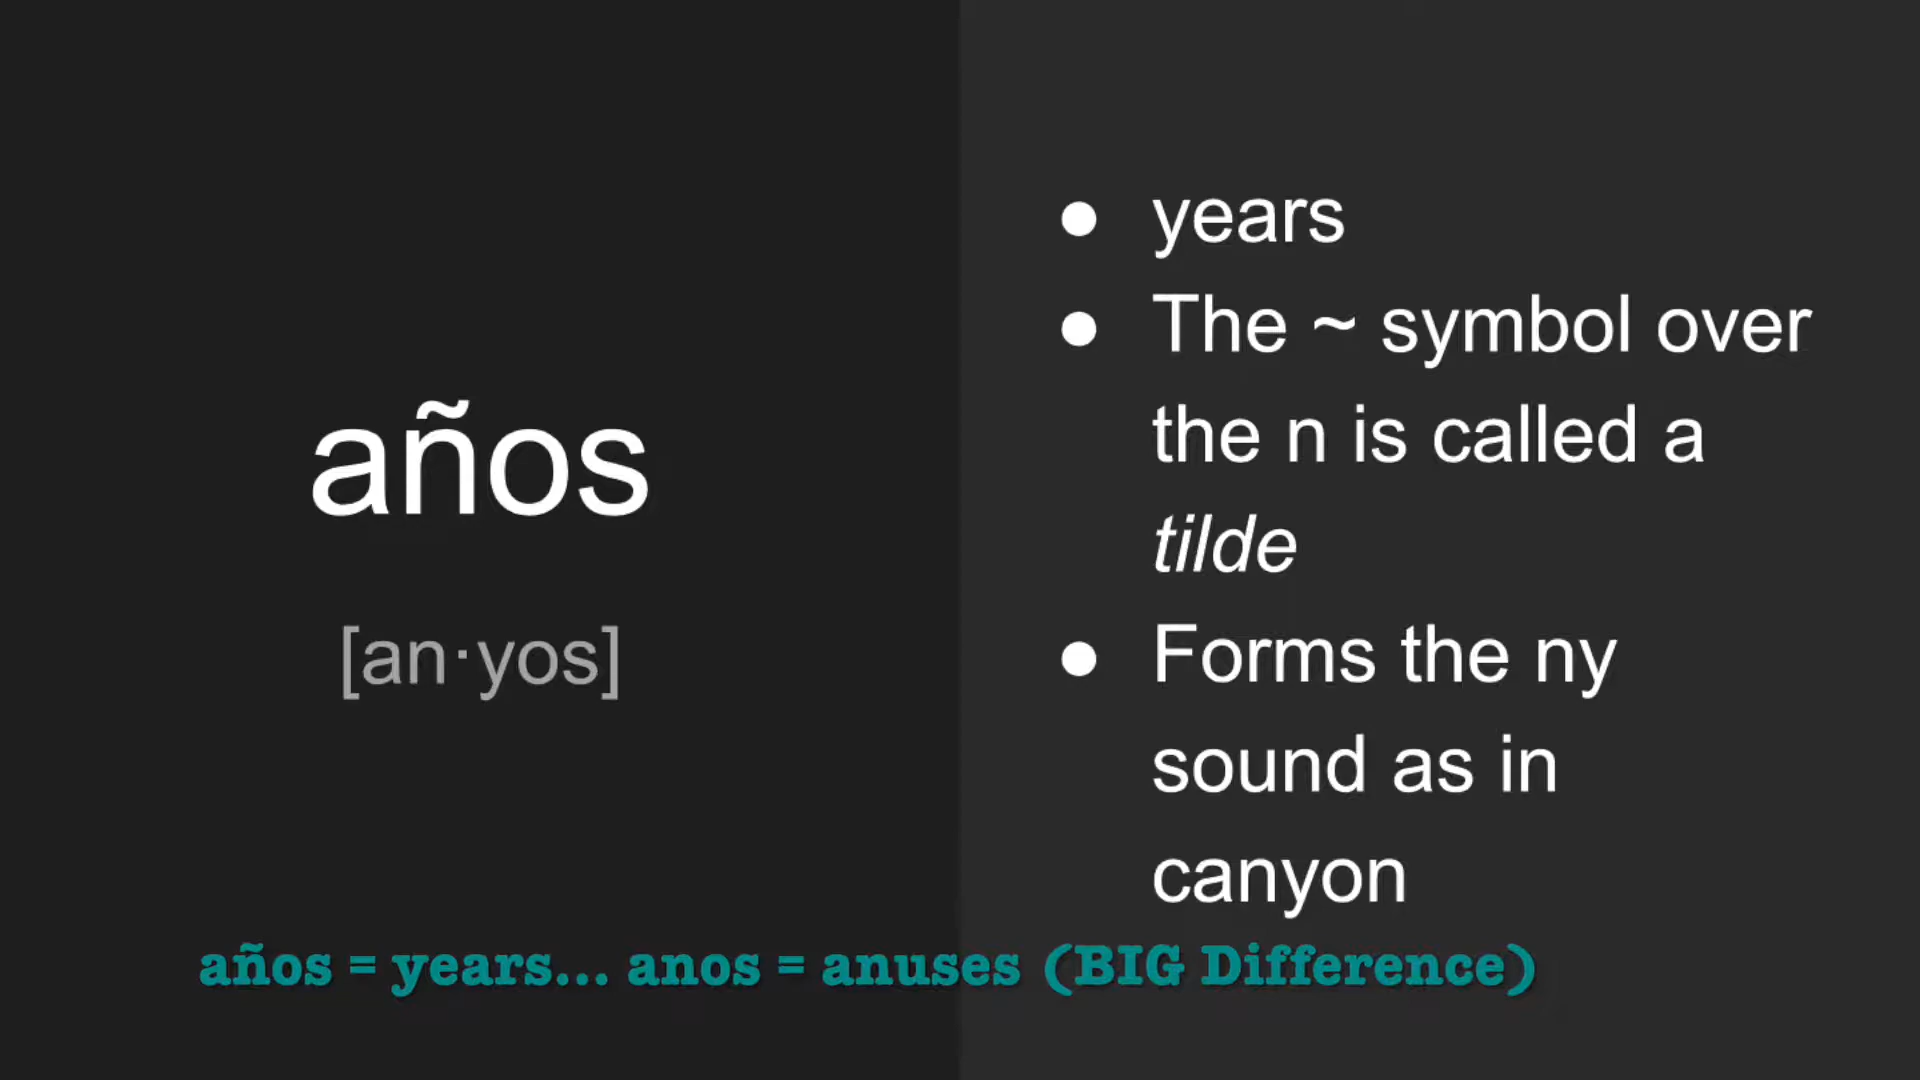 años
[an·yos]
● years
● The ~ symbol over
the n is called a
tilde
● Forms the ny
sound as in
canyon
años = years... anos = anuses (BIG Difference)